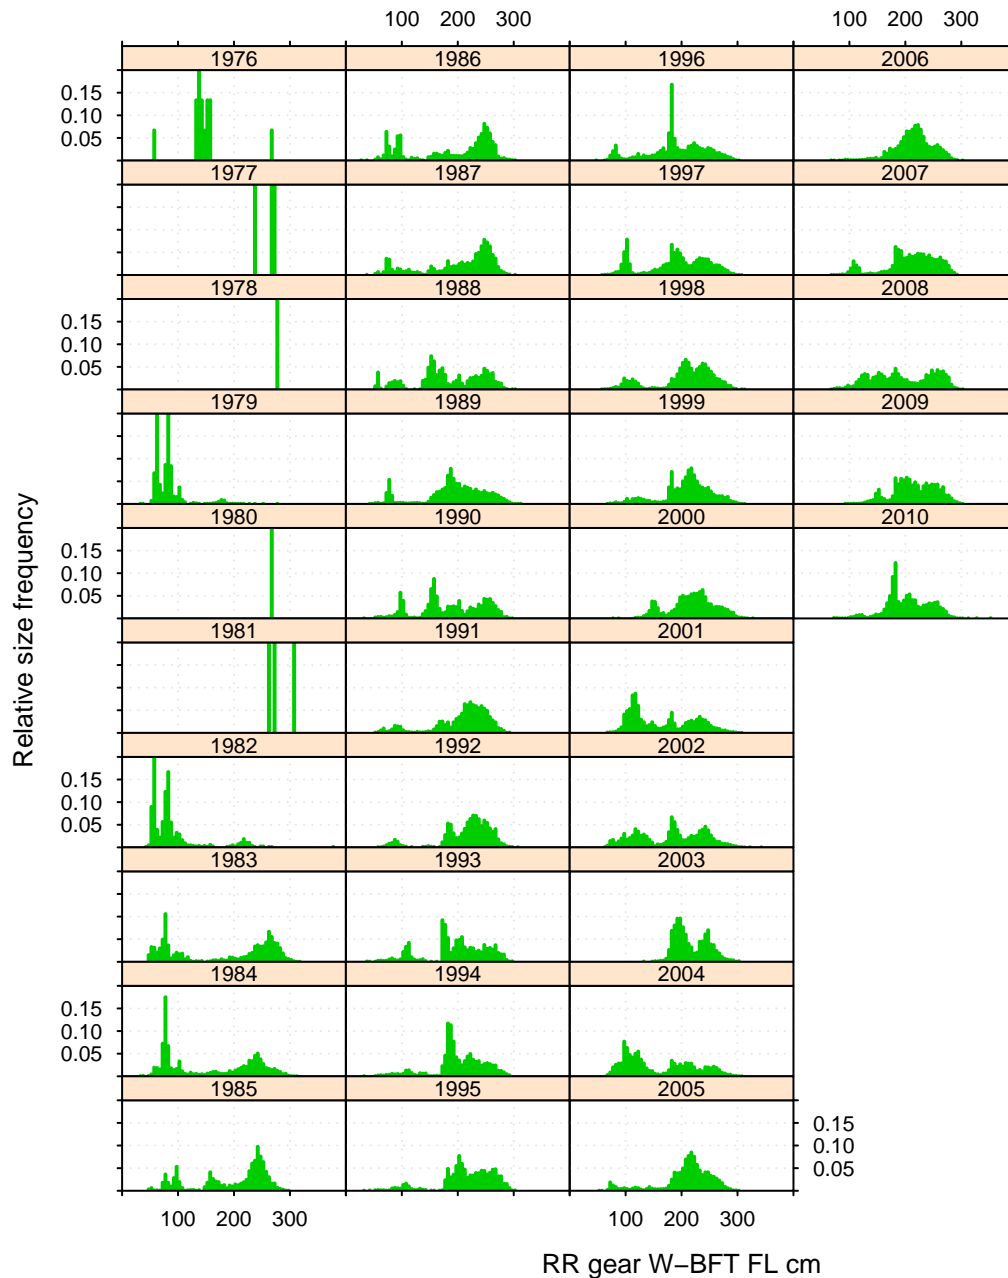 100 200 300 100 200 300
1976 1986 1996 2006
0.15
0.10
0.05
1977 1987 1997 2007
1978 1988 1998 2008
0.15
0.10
0.05
1979 1989 1999 2009
1980 1990 2000 2010
0.15
0.10
0.05
1981 1991 2001
1982 1992 2002
0.15
0.10
0.05
1983 1993 2003
1984 1994 2004
0.15
0.10
0.05
1985 1995 2005
0.15
0.10
0.05
100 200 300 100 200 300
Relative size frequency
RR gear W−BFT FL cm